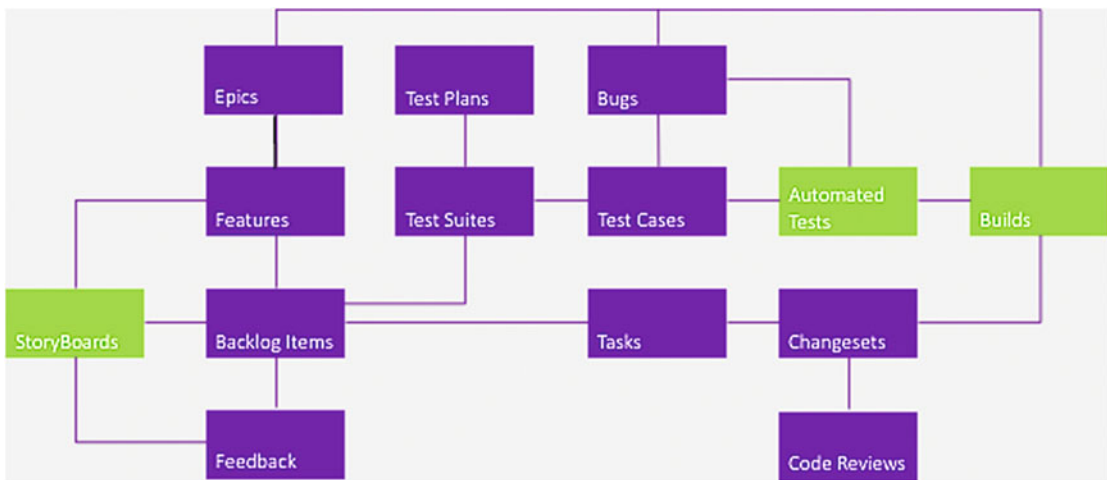 Epics
Test Plans
Bugs
Features
Test Suites
Test Cases
Automated
Tests
Builds
StoryBoards
Backlog Items
Tasks
Changesets
Feedback
Code Reviews